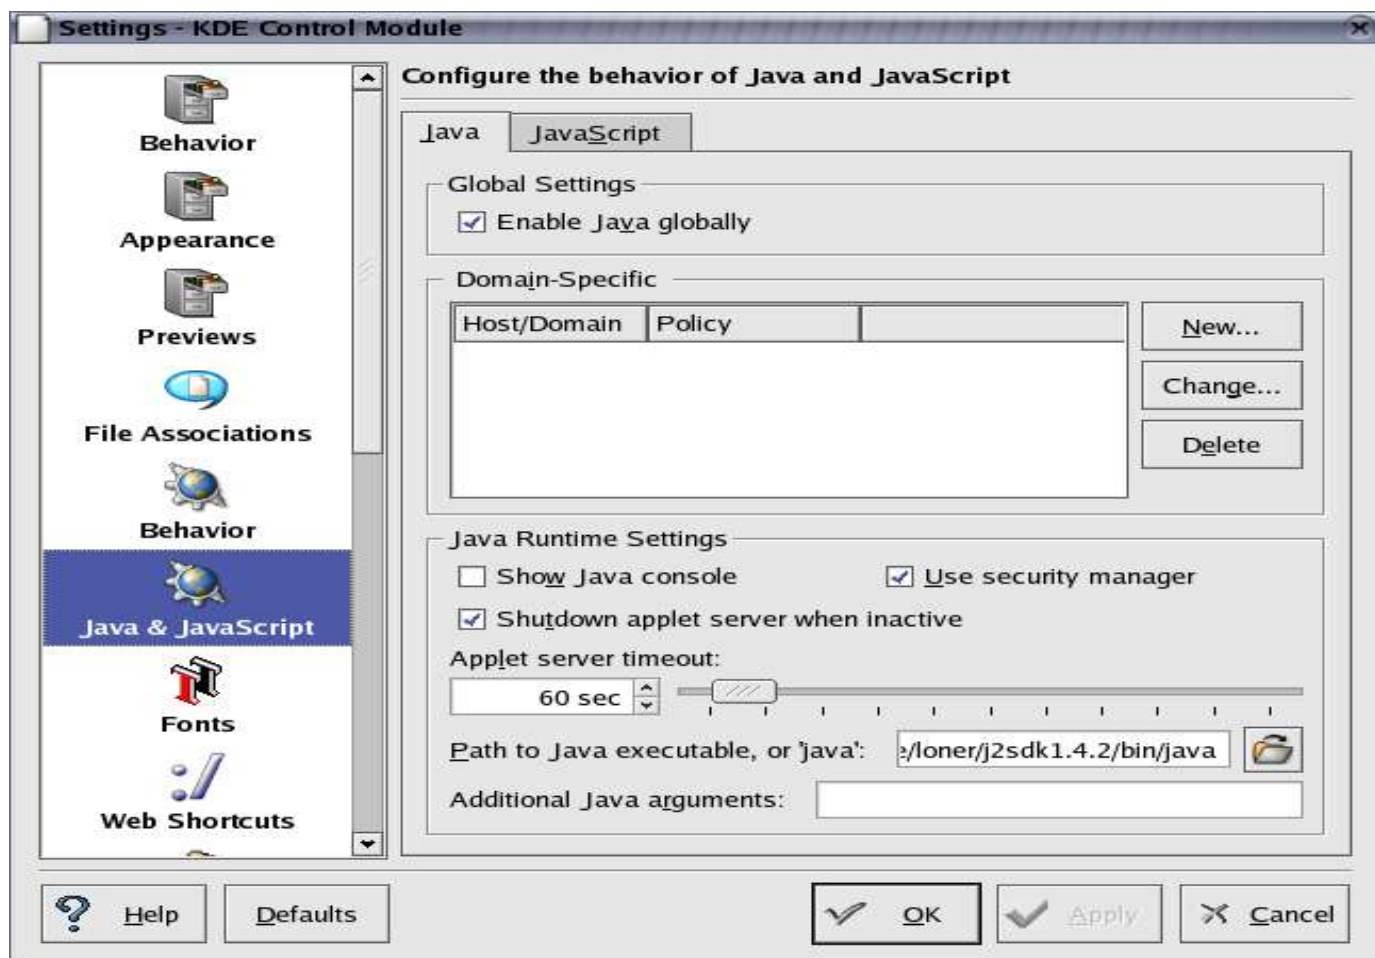 Settings - KDE Control Module
Behavior
Appearance
Previews
File Associations
Behavior
Java & JavaScript
Fonts
Web Shortcuts
Configure the behavior of Java and JavaScript
Java
JavaScript
Global Settings
Enable Java globally
Domain-Specific
Host/Domain Policy
New...
Change...
Delete
Java Runtime Settings
Show Java console
Use security manager
Shutdown applet server when inactive
Applet server timeout:
60 sec
Path to Java executable, or 'java': e/loner/j2sdk1.4.2/bin/java
Additional Java arguments:
Help
Defaults
OK
Apply
Cancel